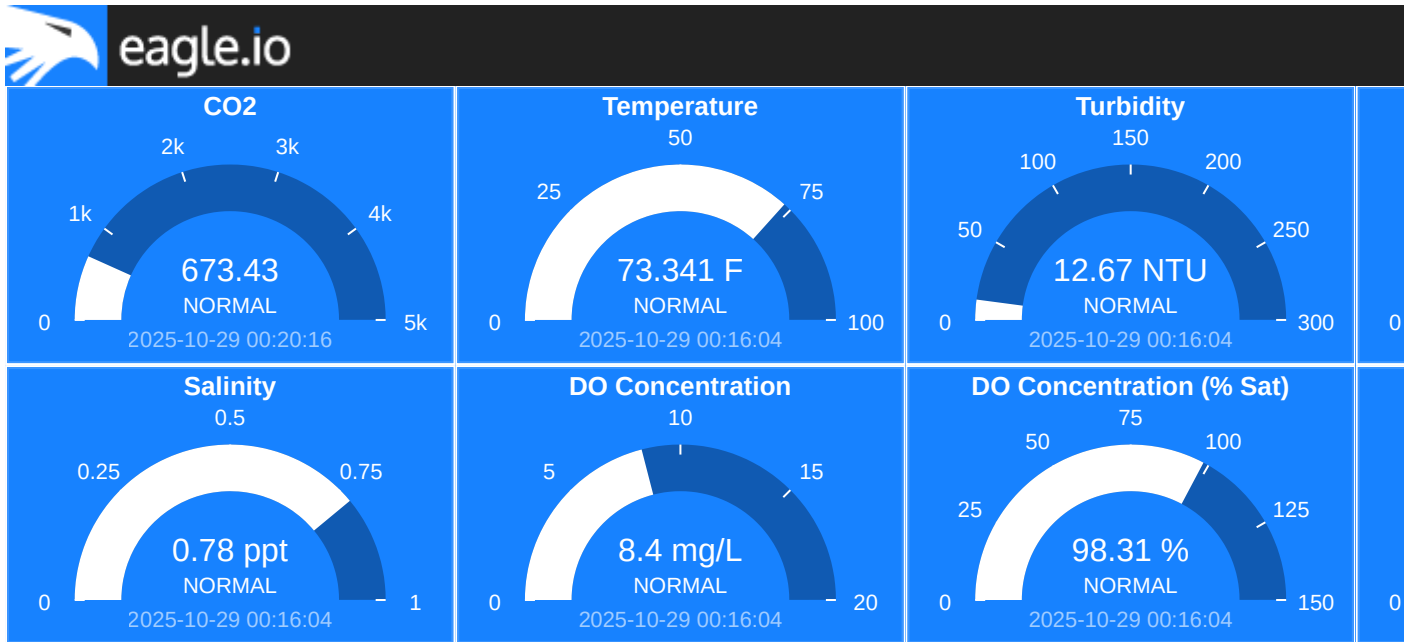 eagle.io
CO2
2k
3k
1k
4k
673.43
NORMAL
0
5k
2025-10-29 00:20:16
Temperature
50
25
75
73.341 F
NORMAL
0
100
2025-10-29 00:16:04
Turbidity
150
100
200
50
250
12.67 NTU
NORMAL
0
300
2025-10-29 00:16:04
0
Salinity
0.5
0.25
0.75
0.78 ppt
NORMAL
0
1
2025-10-29 00:16:04
DO Concentration
10
5
15
8.4 mg/L
NORMAL
0
20
2025-10-29 00:16:04
DO Concentration (% Sat)
75
50
100
25
125
98.31 %
NORMAL
0
150
2025-10-29 00:16:04
0